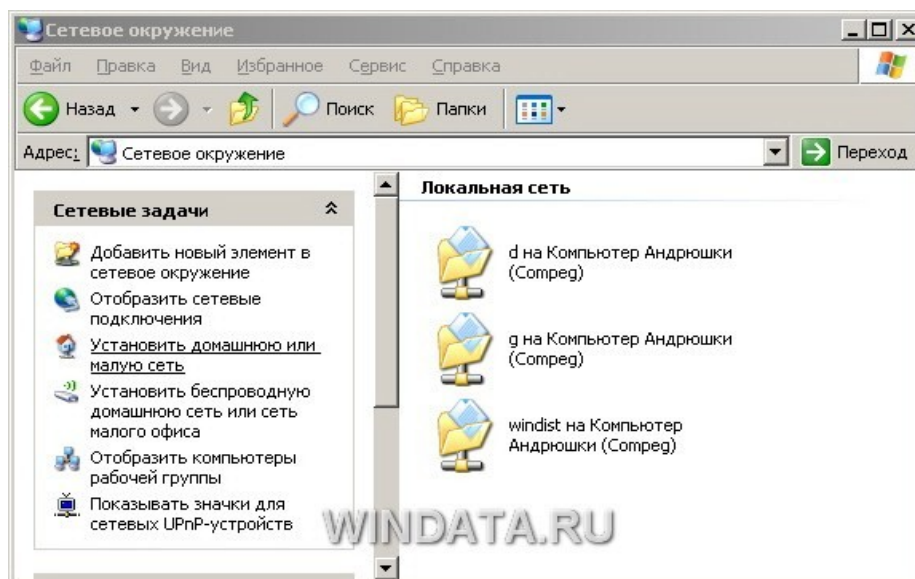 Сетевое окружение
Файл Правка Вид Избранное Сервис Справка
Назад Поиск Папки
Адрес: Сетевое окружение Переход
Сетевые задачи
Добавить новый элемент в
сетевое окружение
Отобразить сетевые
подключения
Установить домашнюю или
малую сеть
Установить беспроводную
домашнюю сеть или сеть
малого офиса
Отобразить компьютеры
рабочей группы
Показывать значки для
сетевых UPnP-устройств
Локальная сеть
d на Компьютер Андрюшки
(Compeg)
g на Компьютер Андрюшки
(Compeg)
windist на Компьютер
Андрюшки (Compeg)
WINDATA.RU